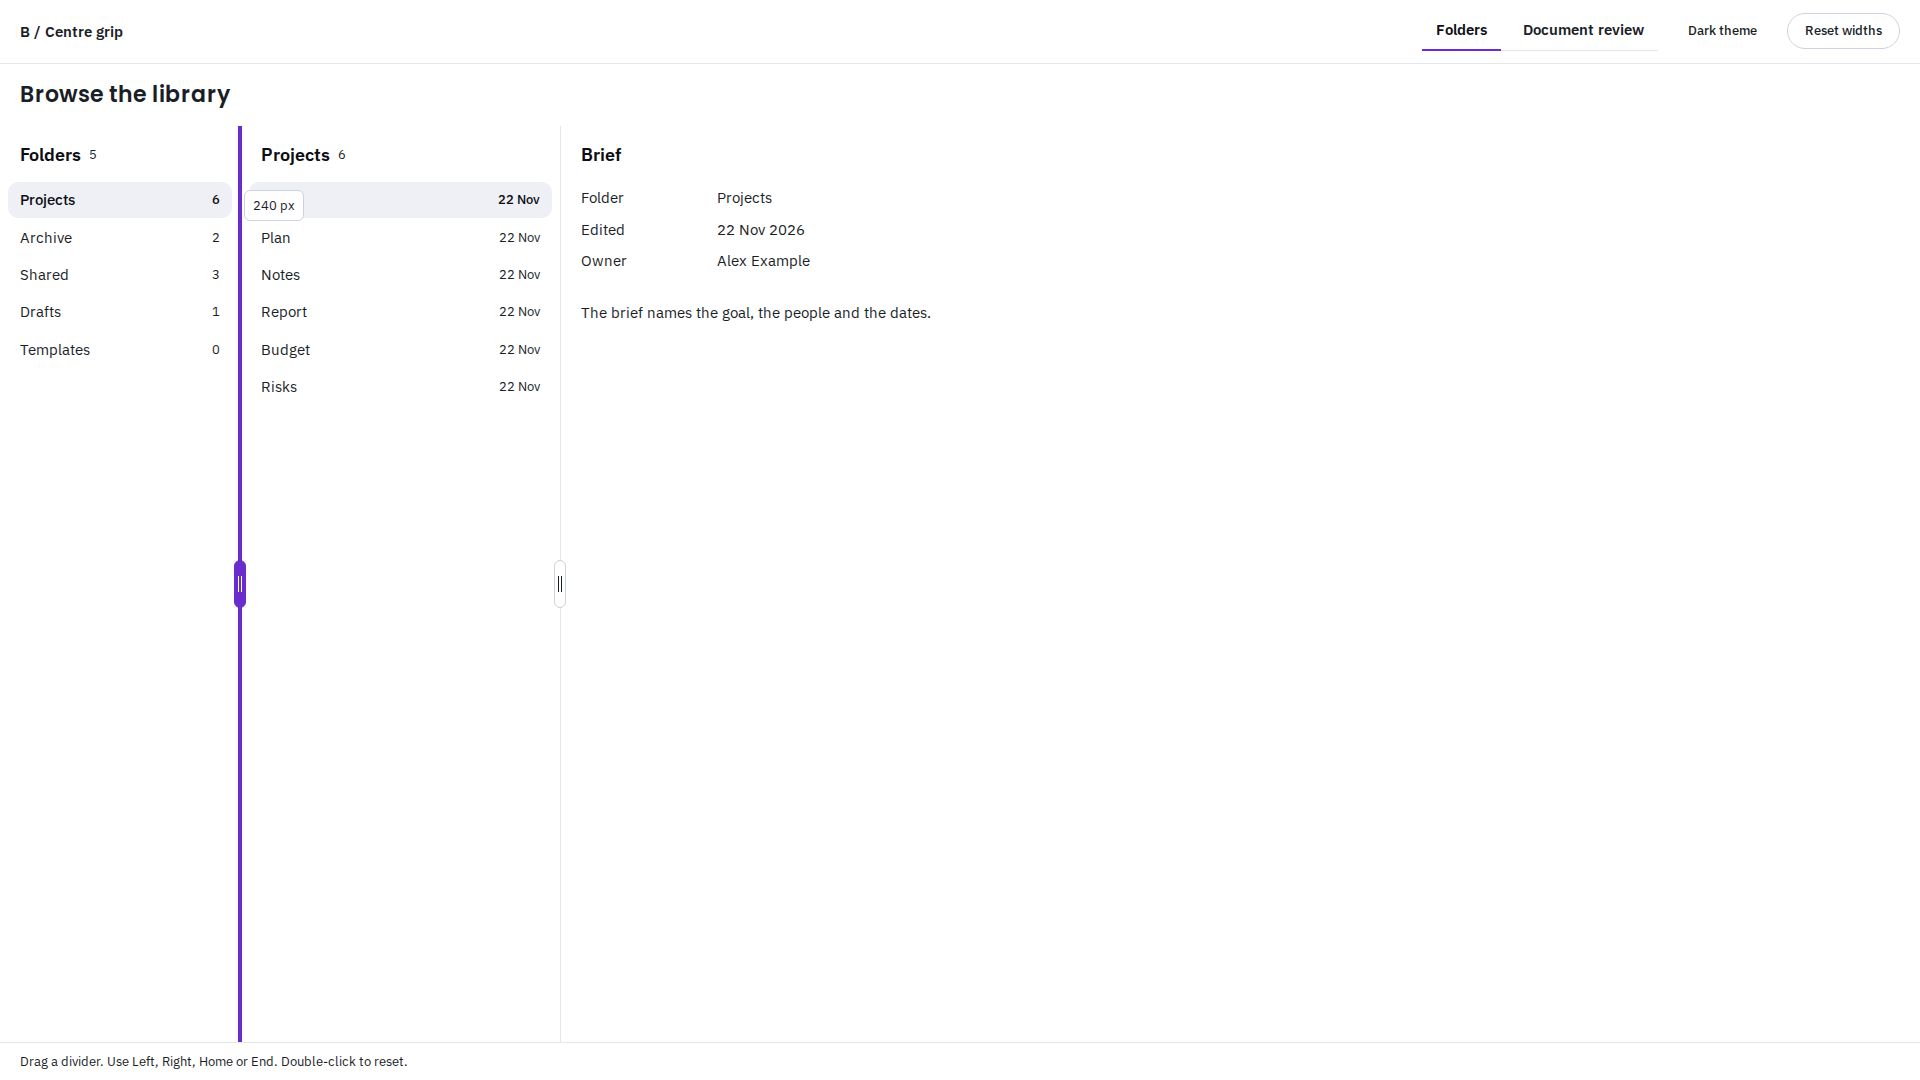 B / Centre grip
Folders
Document review
Dark theme
Reset widths
Browse the library
Folders 5
Projects 6
Archive 2
Shared 3
Drafts 1
Templates 0
240 px
Projects 6
22 Nov
Plan 22 Nov
Notes 22 Nov
Report 22 Nov
Budget 22 Nov
Risks 22 Nov
Brief
Folder Projects
Edited 22 Nov 2026
Owner Alex Example
The brief names the goal, the people and the dates.
Drag a divider. Use Left, Right, Home or End. Double-click to reset.